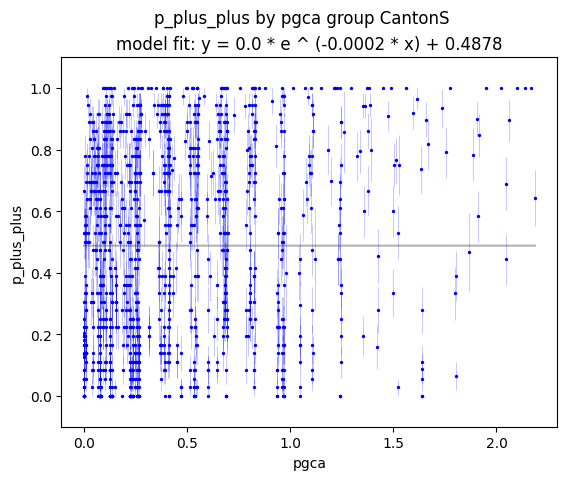 p_plus_plus by pgca group CantonS
model fit: y = 0.0 * e ^ (-0.0002 * x) + 0.4878
p_plus_plus
1.0
0.8
0.6
0.4
0.2
0.0
0.0 0.5 1.0 1.5 2.0
pgca